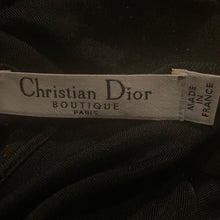 Christian Dior
BOUTIQUE
PARIS
MADE
IN
FRANCE